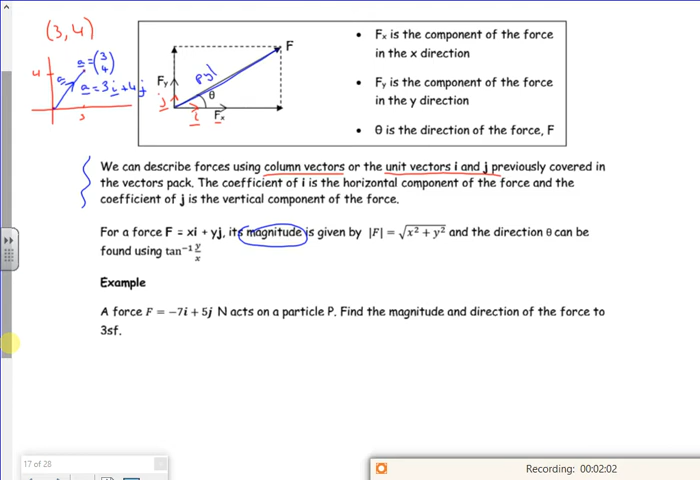 (3, 4)
a = (3 4)
a = 3i + 4j
4
a
3
F
Fy
pyt
θ
j
i
Fx
• Fx is the component of the force
in the x direction
• Fy is the component of the force
in the y direction
• θ is the direction of the force, F
We can describe forces using column vectors or the unit vectors i and j previously covered in
the vectors pack. The coefficient of i is the horizontal component of the force and the
coefficient of j is the vertical component of the force.
For a force F = xi + yj, its magnitude is given by |F| = √x² + y² and the direction θ can be
found using tan⁻¹ y/x
Example
A force F = −7i + 5j N acts on a particle P. Find the magnitude and direction of the force to
3sf.
17 of 28
Recording: 00:02:02